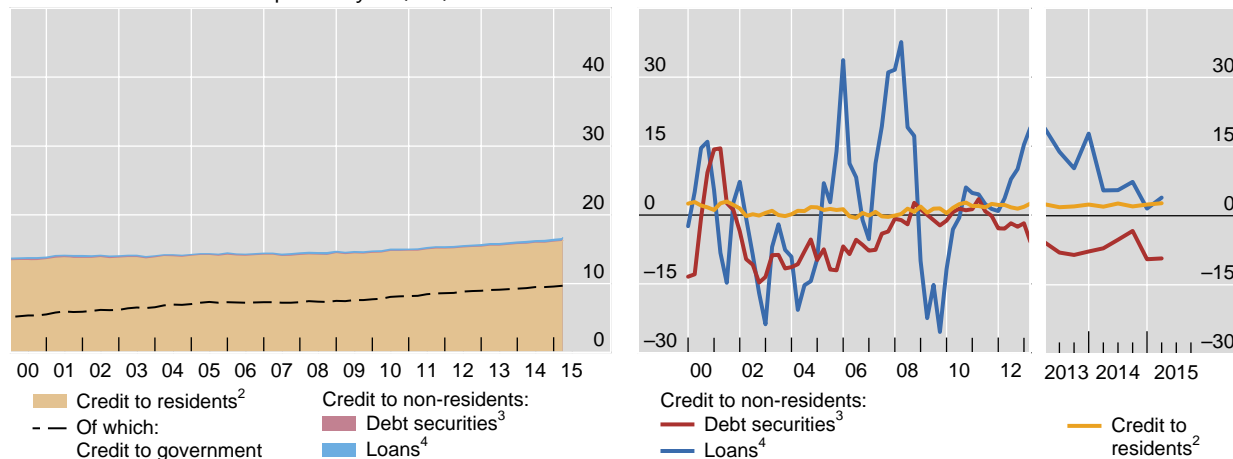 40
30
20
10
0
00 01 02 03 04 05 06 07 08 09 10 11 12 13 14 15
Credit to residents²
Of which:
Credit to government
Credit to non-residents:
Debt securities³
Loans⁴
30
15
0
–15
–30
00 02 04 06 08 10 12
30
15
0
–15
–30
2013 2014 2015
Credit to non-residents:
Debt securities³
Loans⁴
Credit to
residents²